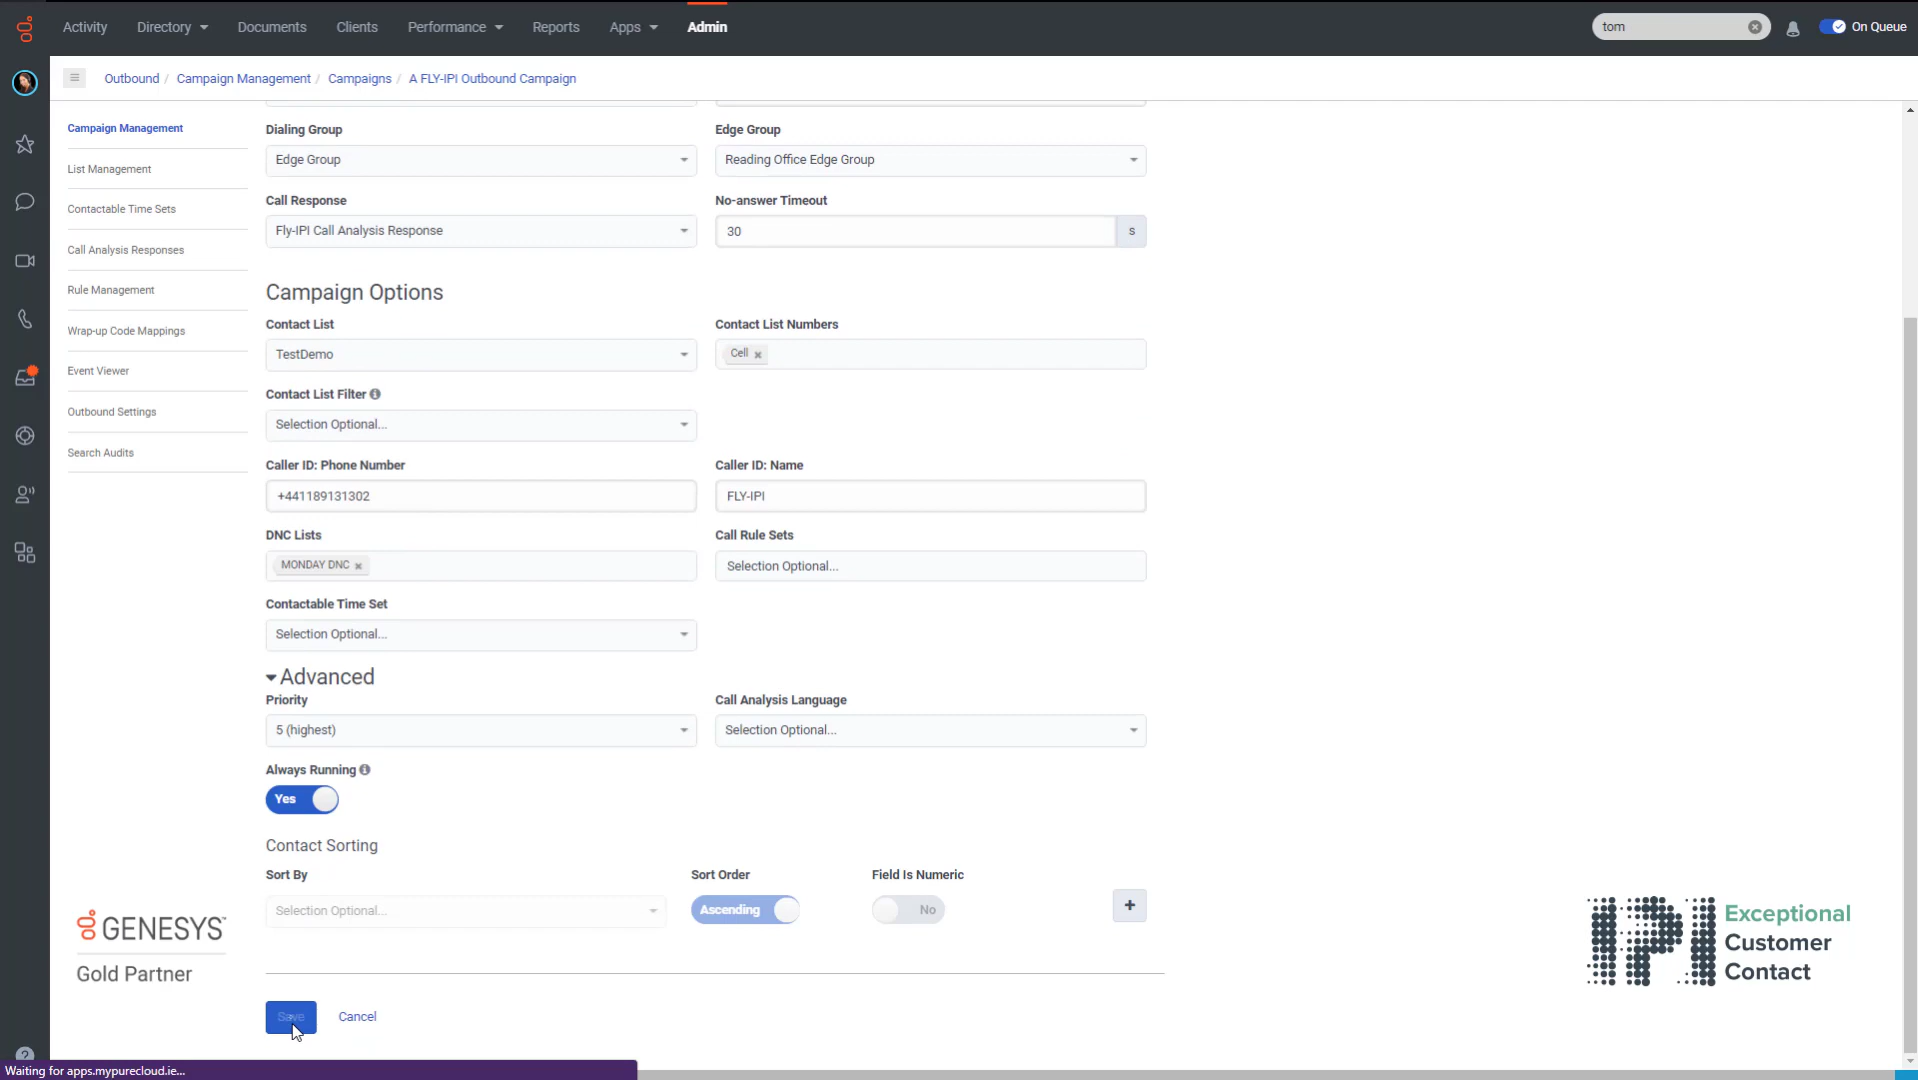 Activity Directory Documents Clients Performance Reports Apps Admin tom On Queue
Outbound / Campaign Management / Campaigns / A FLY-IPI Outbound Campaign
Campaign Management
List Management
Contactable Time Sets
Call Analysis Responses
Rule Management
Wrap-up Code Mappings
Event Viewer
Outbound Settings
Search Audits
Dialing Group Edge Group
Edge Group Reading Office Edge Group
Call Response No-answer Timeout
Fly-IPI Call Analysis Response 30 s
Campaign Options
Contact List Contact List Numbers
TestDemo Cell
Contact List Filter
Selection Optional...
Caller ID: Phone Number Caller ID: Name
+441189131302 FLY-IPI
DNC Lists Call Rule Sets
MONDAY DNC Selection Optional...
Contactable Time Set
Selection Optional...
Advanced
Priority Call Analysis Language
5 (highest) Selection Optional...
Always Running
Yes
Contact Sorting
Sort By Sort Order Field Is Numeric
Selection Optional... Ascending No +
Save Cancel
GENESYS™
Gold Partner
IPI Exceptional
Customer
Contact
Waiting for apps.mypurecloud.ie...